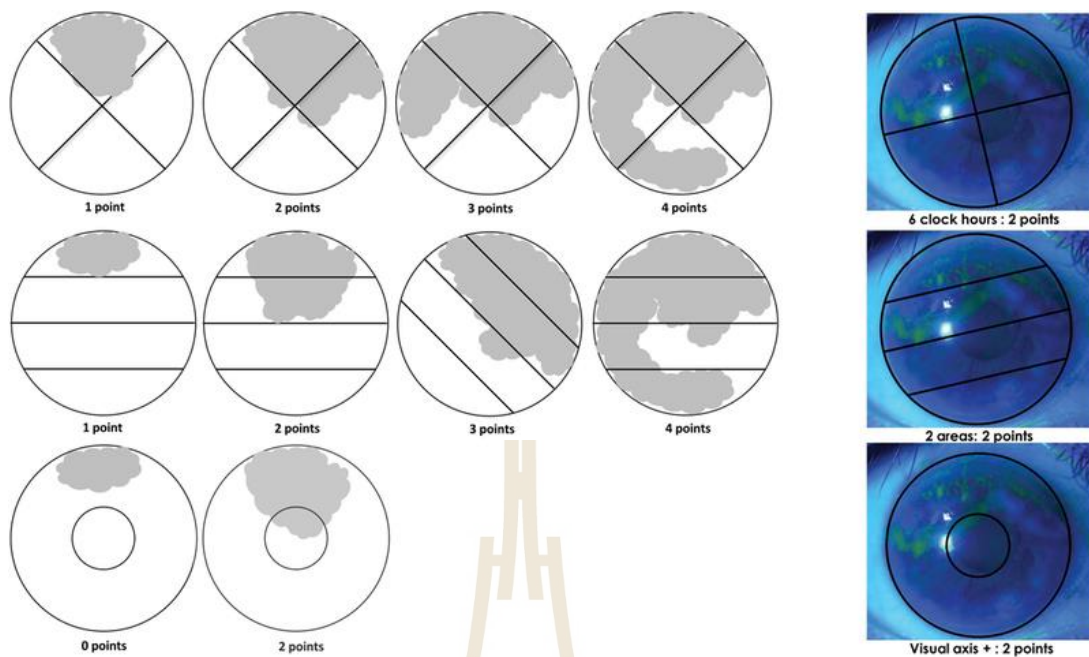 1 point
2 points
3 points
4 points
6 clock hours : 2 points
1 point
2 points
3 points
4 points
2 areas: 2 points
0 points
2 points
Visual axis + : 2 points